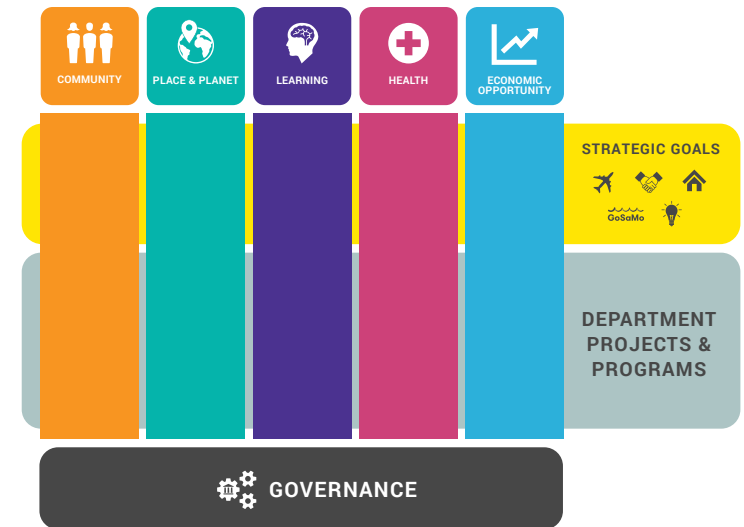 COMMUNITY
PLACE & PLANET
LEARNING
HEALTH
ECONOMIC
OPPORTUNITY
STRATEGIC GOALS
GoSaMo
DEPARTMENT
PROJECTS &
PROGRAMS
GOVERNANCE